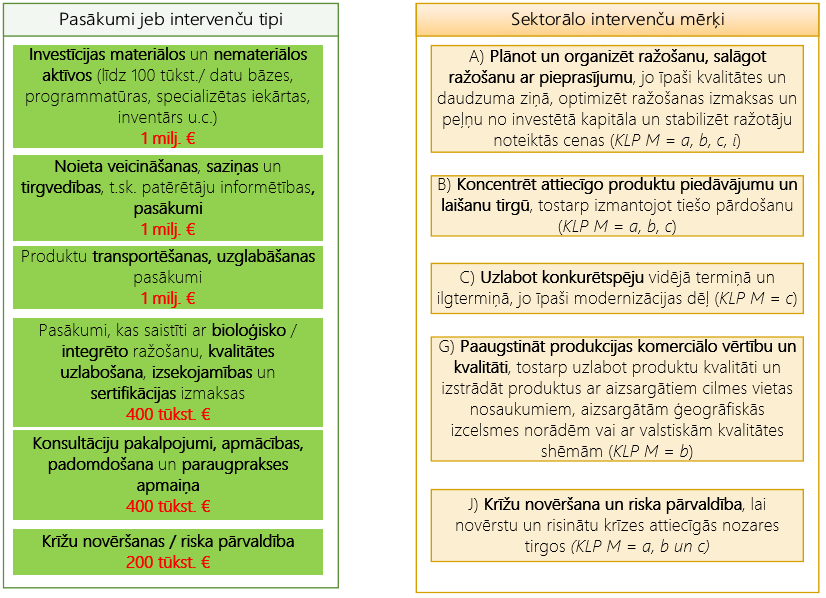 Pasākumi jeb intervenču tipi
Investīcijas materiālos un nemateriālos
aktīvos (līdz 100 tūkst./ datu bāzes,
programmatūras, specializētas iekārtas,
inventārs u.c.)
1 milj. €
Noieta veicināšanas, saziņas un
tirgvedības, t.sk. patērētāju informētības,
pasākumi
1 milj. €
Produktu transportēšanas, uzglabāšanas
pasākumi
1 milj. €
Pasākumi, kas saistīti ar bioloģisko /
integrēto ražošanu, kvalitātes
uzlabošana, izsekojamības un
sertifikācijas izmaksas
400 tūkst. €
Konsultāciju pakalpojumi, apmācības,
padomdošana un paraugprakses
apmaiņa
400 tūkst. €
Krīžu novēršanas / riska pārvaldība
200 tūkst. €
Sektorālo intervenču mērķi
A) Plānot un organizēt ražošanu, salāgot
ražošanu ar pieprasījumu, jo īpaši kvalitātes un
daudzuma ziņā, optimizēt ražošanas izmaksas un
peļņu no investētā kapitāla un stabilizēt ražotāju
noteiktās cenas (KLP M = a, b, c, i)
B) Koncentrēt attiecīgo produktu piedāvājumu un
laišanu tirgū, tostarp izmantojot tiešo pārdošanu
(KLP M = a, b, c)
C) Uzlabot konkurētspēju vidējā termiņā un
ilgtermiņā, jo īpaši modernizācijas dēļ (KLP M = c)
G) Paaugstināt produkcijas komerciālo vērtību un
kvalitāti, tostarp uzlabot produktu kvalitāti un
izstrādāt produktus ar aizsargātiem cilmes vietas
nosaukumiem, aizsargātām ģeogrāfiskās
izcelsmes norādēm vai ar valstiskām kvalitātes
shēmām (KLP M = b)
J) Krīžu novēršana un riska pārvaldība, lai
novērstu un risinātu krīzes attiecīgās nozares
tirgos (KLP M = a, b un c)